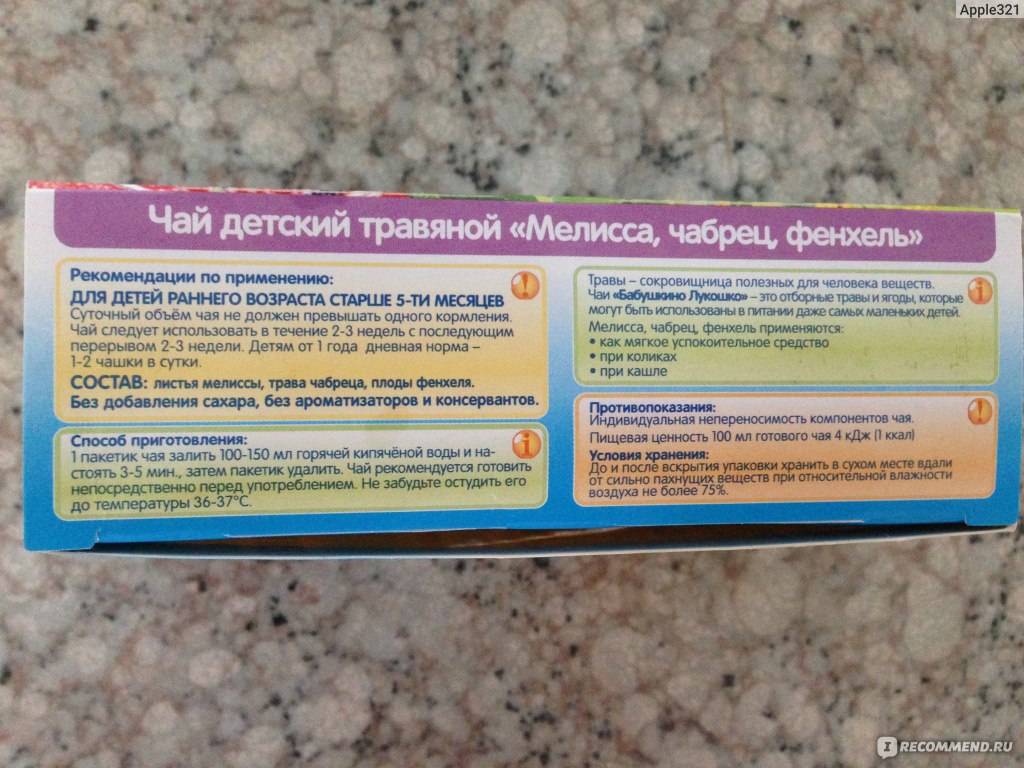 Apple321
Чай детский травяной «Мелисса, чабрец, фенхель»
Рекомендации по применению:
ДЛЯ ДЕТЕЙ РАННЕГО ВОЗРАСТА СТАРШЕ 5-ТИ МЕСЯЦЕВ
Суточный объём чая не должен превышать одного кормления.
Чай следует использовать в течение 2-3 недель с последующим
перерывом 2-3 недели. Детям от 1 года дневная норма –
1-2 чашки в сутки.
СОСТАВ: листья мелиссы, трава чабреца, плоды фенхеля.
Без добавления сахара, без ароматизаторов и консервантов.
Способ приготовления:
1 пакетик чая залить 100-150 мл горячей кипячёной воды и на-
стоять 3-5 мин., затем пакетик удалить. Чай рекомендуется готовить
непосредственно перед употреблением. Не забудьте остудить его
до температуры 36-37°С.
Травы – сокровищница полезных для человека веществ.
Чаи «Бабушкино Лукошко» – это отборные травы и ягоды, которые
могут быть использованы в питании даже самых маленьких детей.
Мелисса, чабрец, фенхель применяются:
• как мягкое успокоительное средство
• при коликах
• при кашле
Противопоказания:
Индивидуальная непереносимость компонентов чая.
Пищевая ценность 100 мл готового чая 4 кДж (1 ккал)
Условия хранения:
До и после вскрытия упаковки хранить в сухом месте вдали
от сильно пахнущих веществ при относительной влажности
воздуха не более 75%.
IRECOMMEND.RU